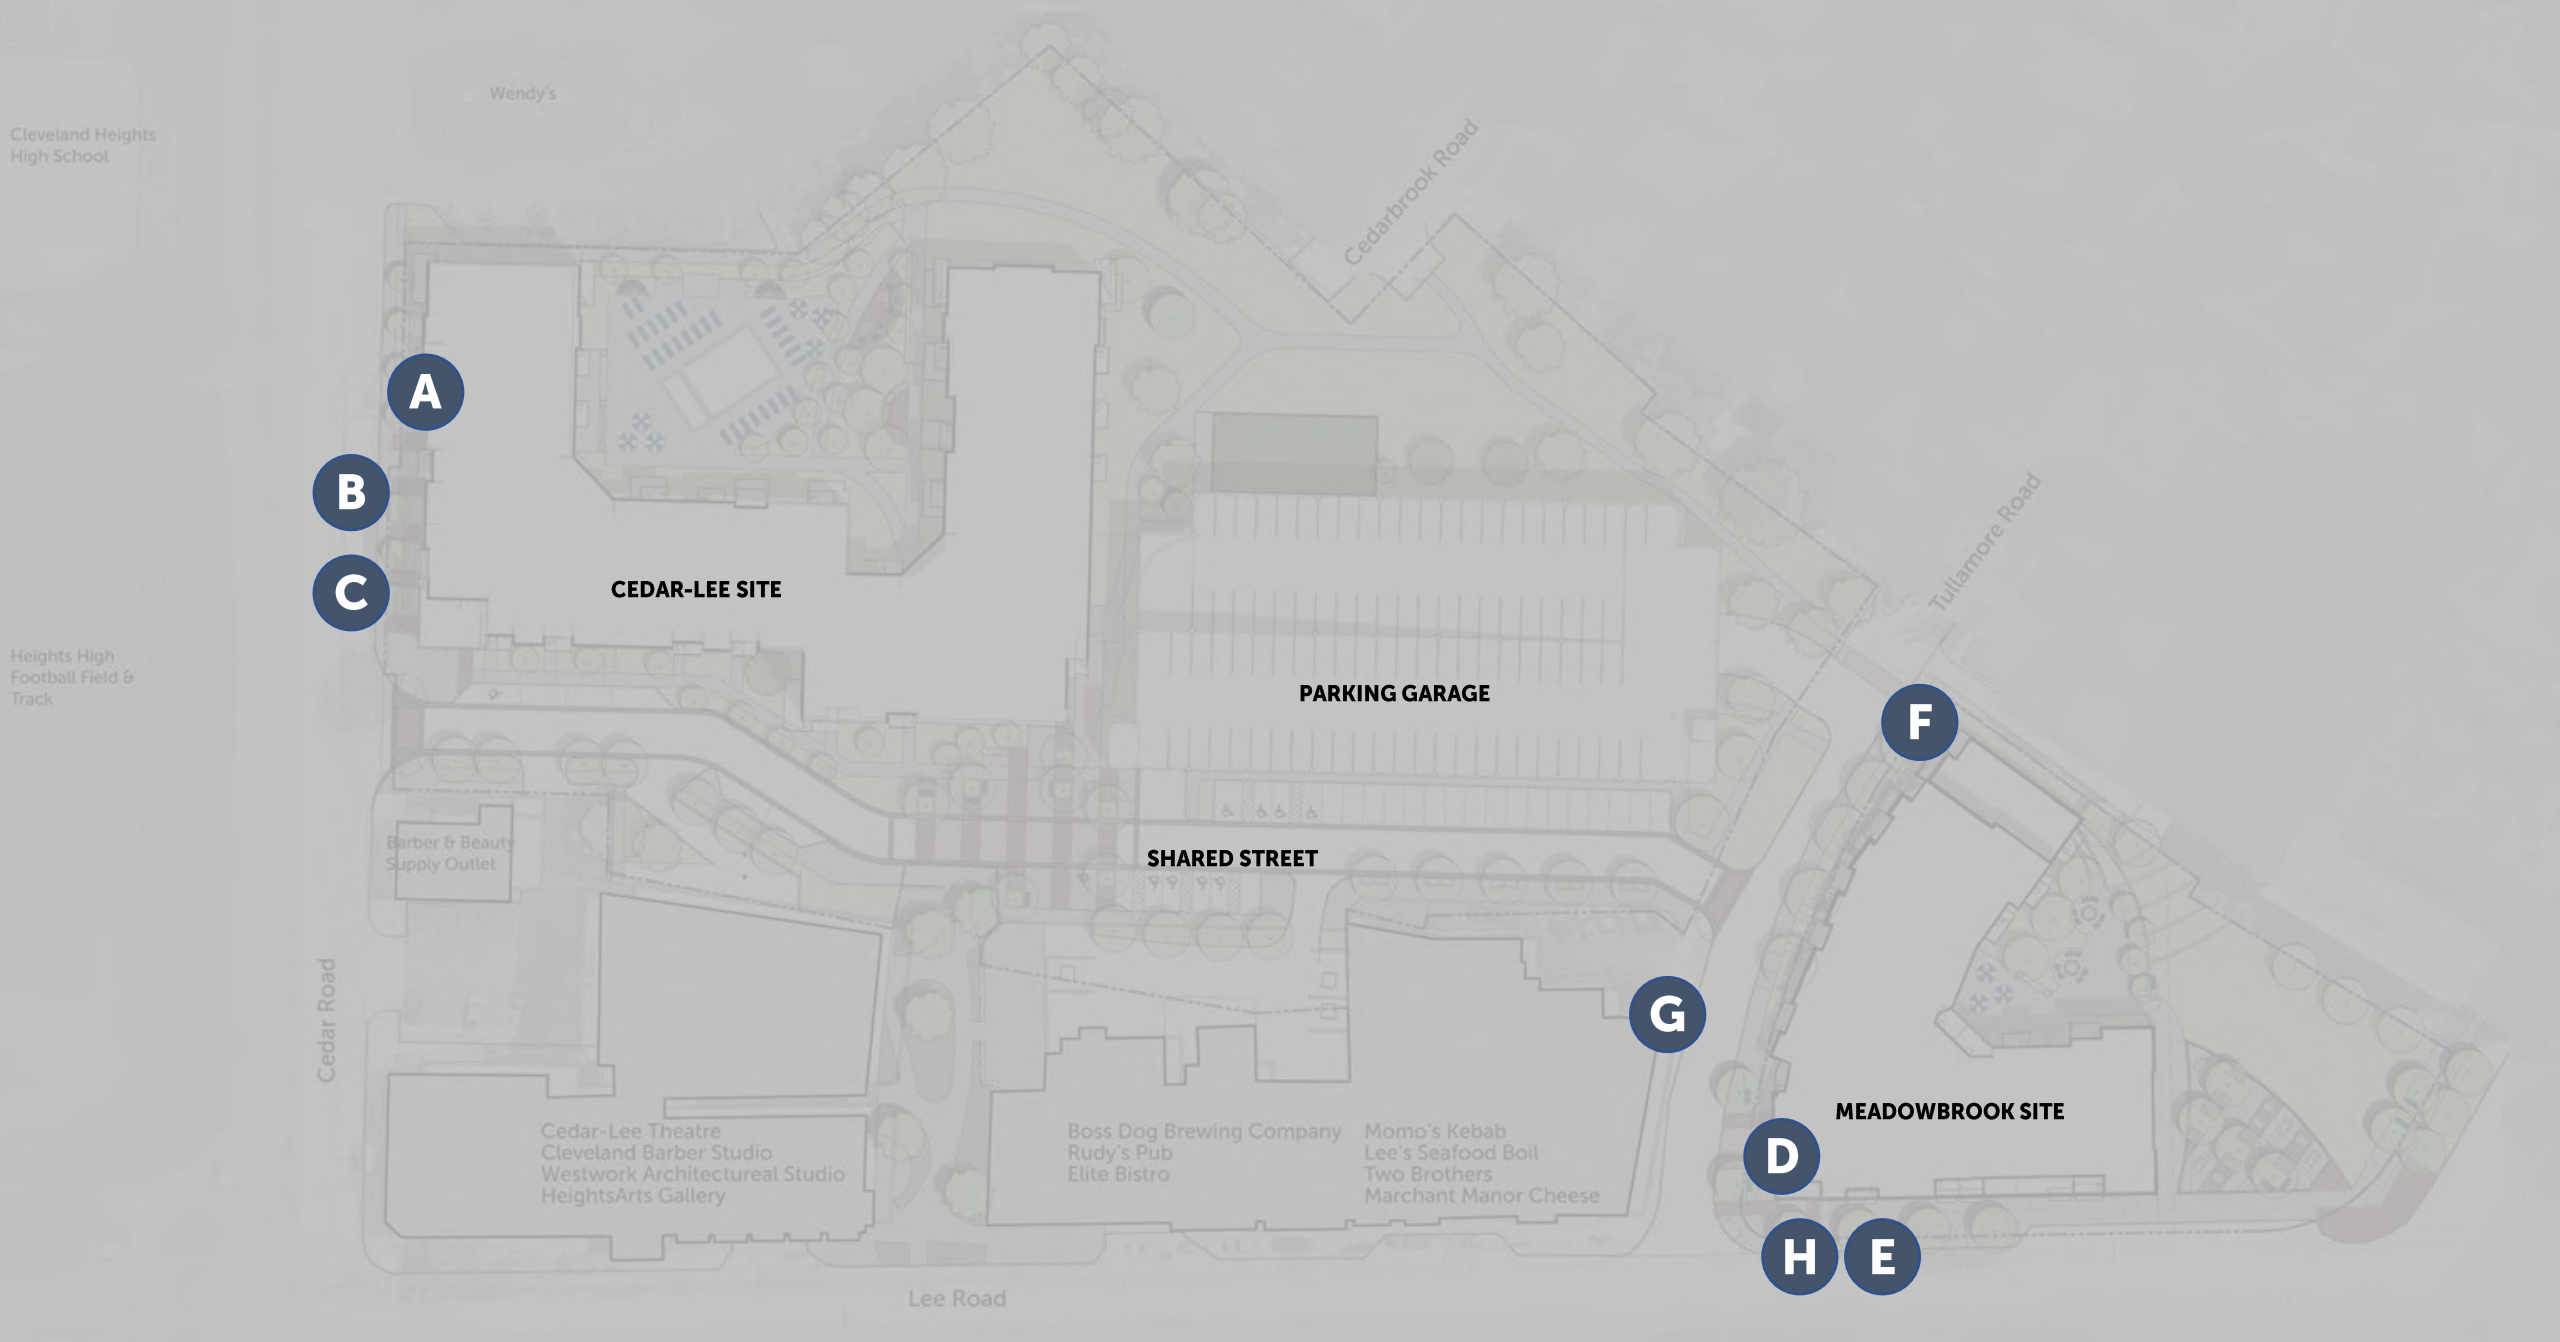 Wendy's
Cleveland Heights
High School
Cedarbrook Road
A
B
C
CEDAR-LEE SITE
Tullamore Road
Heights High
Football Field &
Track
PARKING GARAGE
F
Barber & Beauty
Supply Outlet
SHARED STREET
Cedar Road
G
MEADOWBROOK SITE
Cedar-Lee Theatre
Cleveland Barber Studio
Westwork Architectureal Studio
HeightsArts Gallery
Boss Dog Brewing Company
Rudy's Pub
Elite Bistro
Momo's Kebab
Lee's Seafood Boil
Two Brothers
Marchant Manor Cheese
D
H
E
Lee Road